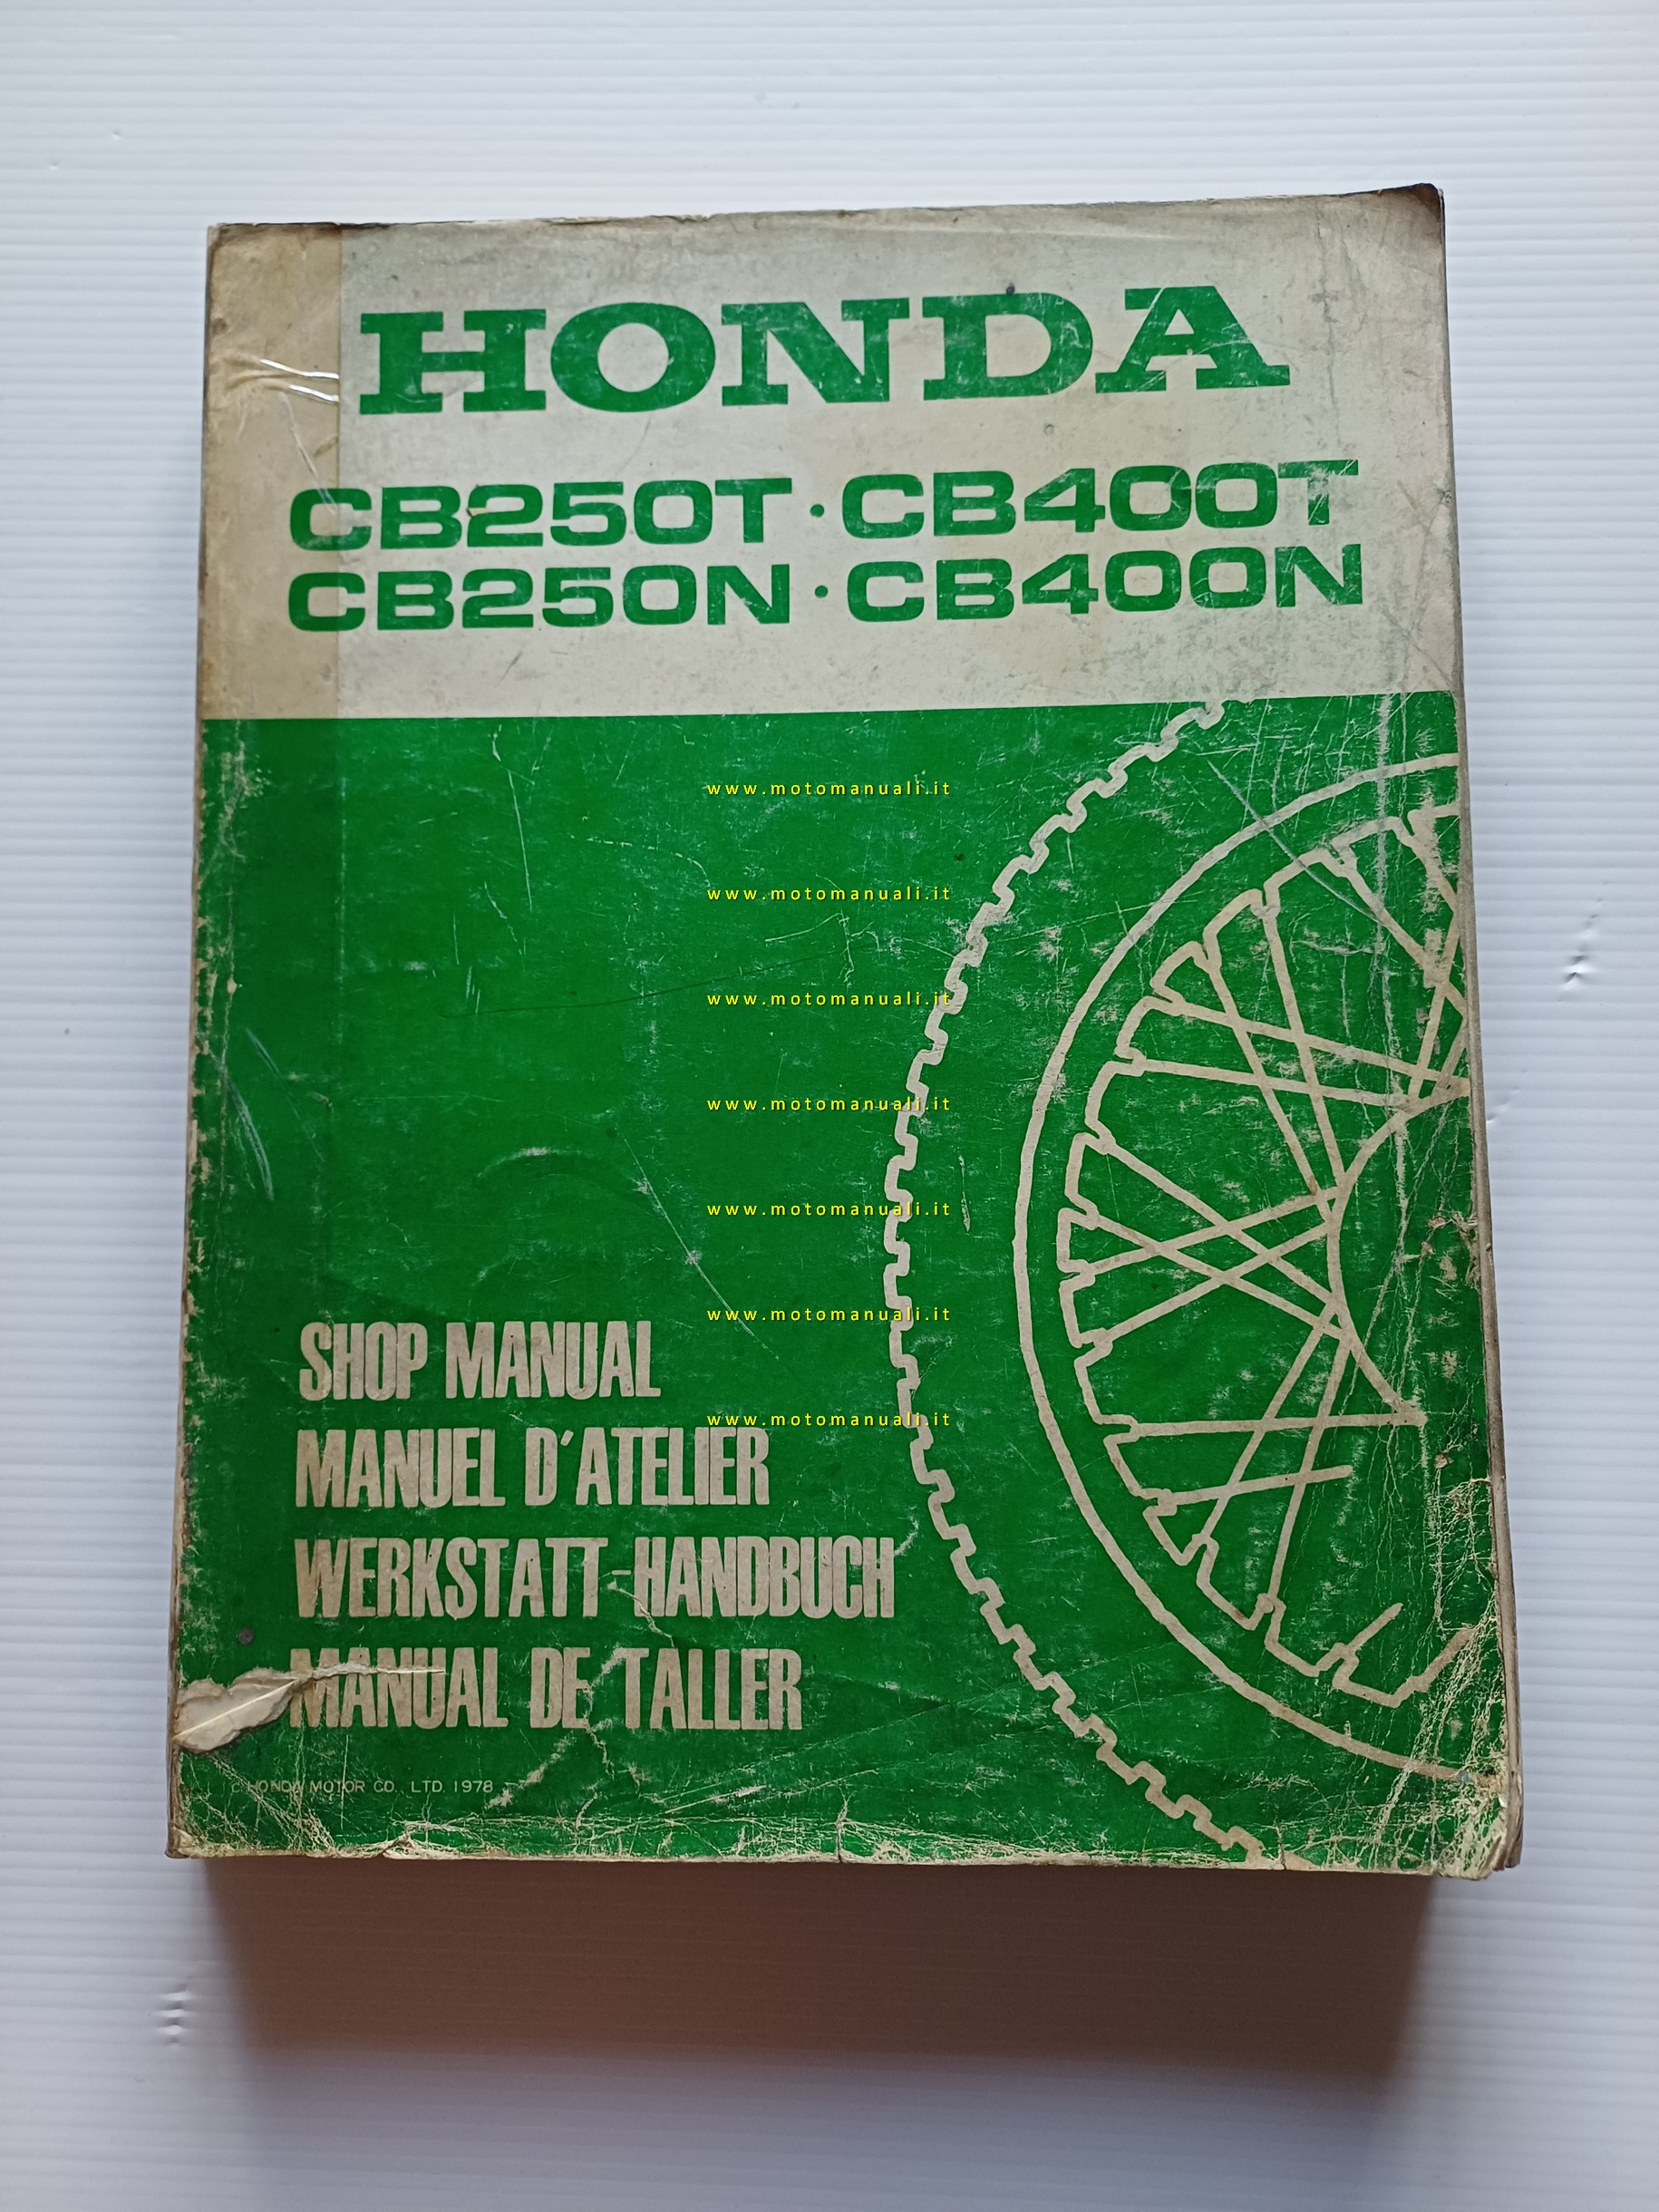 HONDA
CB250T·CB400T
CB250N·CB400N
www.motomanuali.it
www.motomanuali.it
www.motomanuali.it
www.motomanuali.it
www.motomanuali.it
www.motomanuali.it
www.motomanuali.it
SHOP MANUAL
MANUEL D'ATELIER
WERKSTATT-HANDBUCH
MANUAL DE TALLER
© HONDA MOTOR CO. LTD. 1978